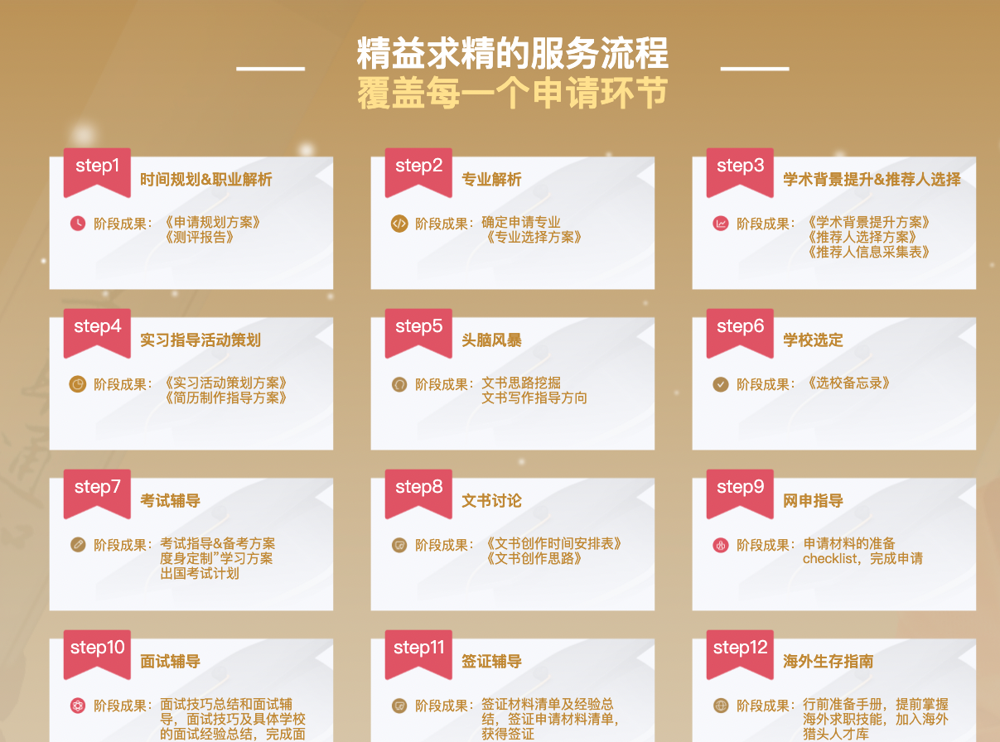 精益求精的服务流程
覆盖每一个申请环节
step1
时间规划&职业解析
阶段成果：《申请规划方案》
《测评报告》
step2
专业解析
阶段成果：确定申请专业
《专业选择方案》
step3
学术背景提升&推荐人选择
阶段成果：《学术背景提升方案》
《推荐人选择方案》
《推荐人信息采集表》
step4
实习指导活动策划
阶段成果：《实习活动策划方案》
《简历制作指导方案》
step5
头脑风暴
阶段成果：文书思路挖掘
文书写作指导方向
step6
学校选定
阶段成果：《选校备忘录》
step7
考试辅导
阶段成果：考试指导&备考方案
度身定制”学习方案
出国考试计划
step8
文书讨论
阶段成果：《文书创作时间安排表》
《文书创作思路》
step9
网申指导
阶段成果：申请材料的准备
checklist，完成申请
step10
面试辅导
阶段成果：面试技巧总结和面试辅
导，面试技巧及具体学校
的面试经验总结，完成面
step11
签证辅导
阶段成果：签证材料清单及经验总
结，签证申请材料清单，
获得签证
step12
海外生存指南
阶段成果：行前准备手册，提前掌握
海外求职技能，加入海外
猎头人才库